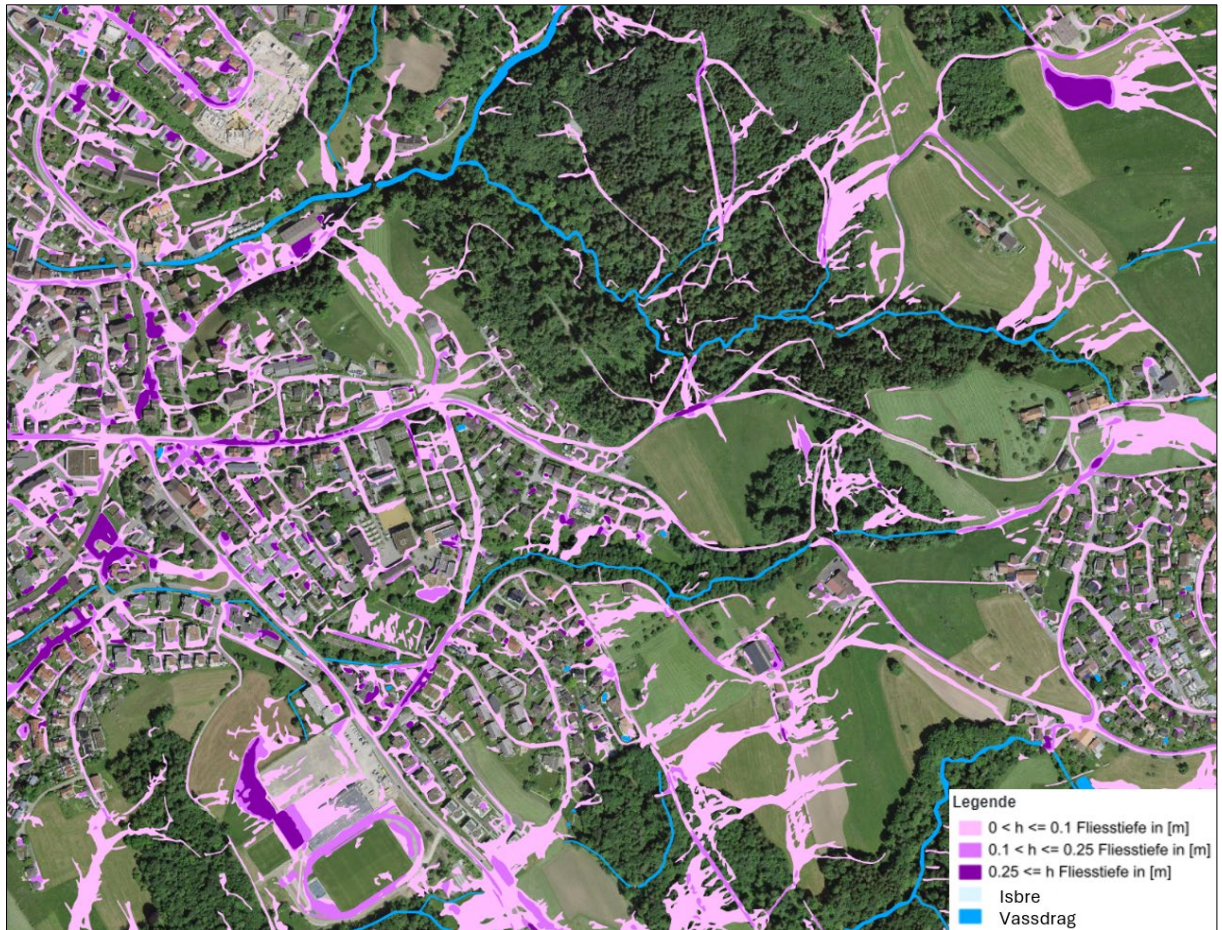 Legende
0 < h <= 0.1 Fliesstiefe in [m]
0.1 < h <= 0.25 Fliesstiefe in [m]
0.25 <= h Fliesstiefe in [m]
Isbre
Vassdrag